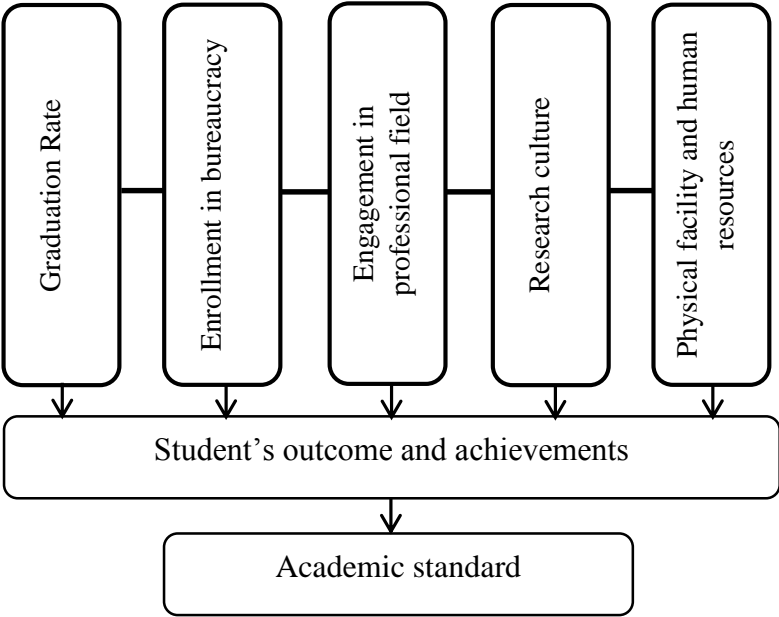 Graduation Rate
Enrollment in bureaucracy
Engagement in
professional field
Research culture
Physical facility and human
resources
Student’s outcome and achievements
Academic standard